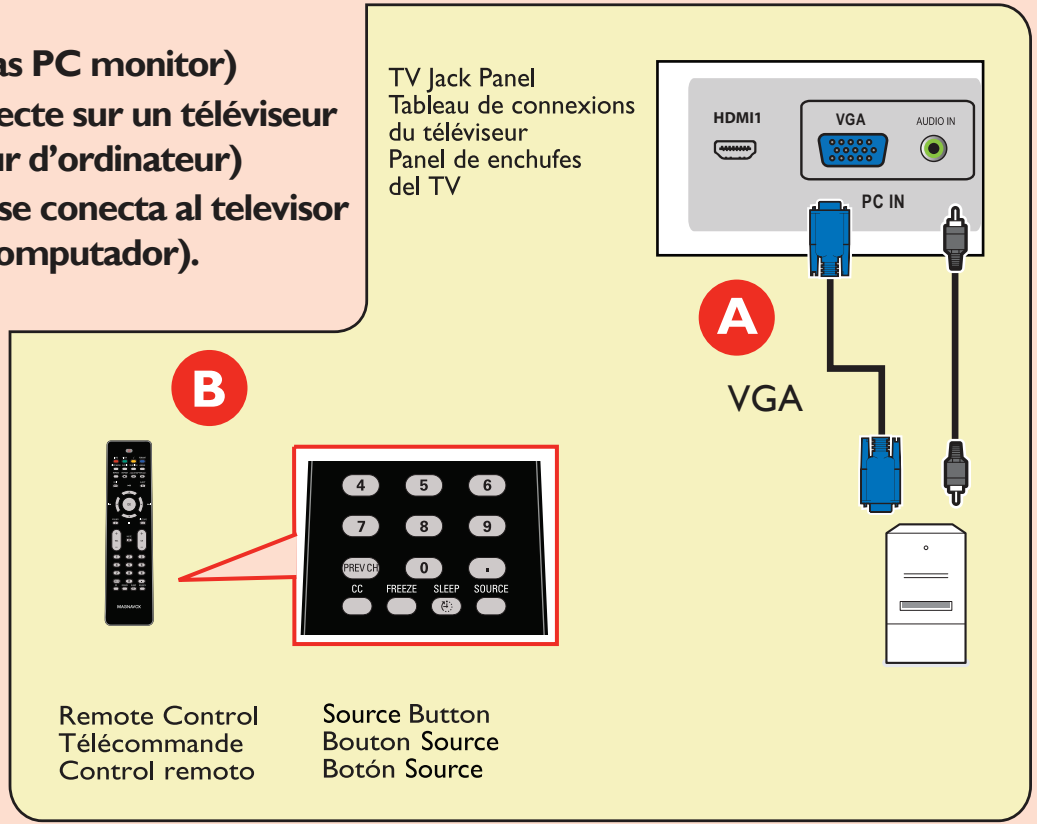 as PC monitor)
ecte sur un téléviseur
ur d'ordinateur)
se conecta al televisor
omputador).
TV Jack Panel
Tableau de connexions
du téléviseur
Panel de enchufes
del TV
HDMI1
VGA
AUDIO IN
PC IN
A
VGA
B
4 5 6
7 8 9
PREV CH 0 .
CC FREEZE SLEEP SOURCE
MAGNAVOX
Remote Control
Télécommande
Control remoto
Source Button
Bouton Source
Botón Source